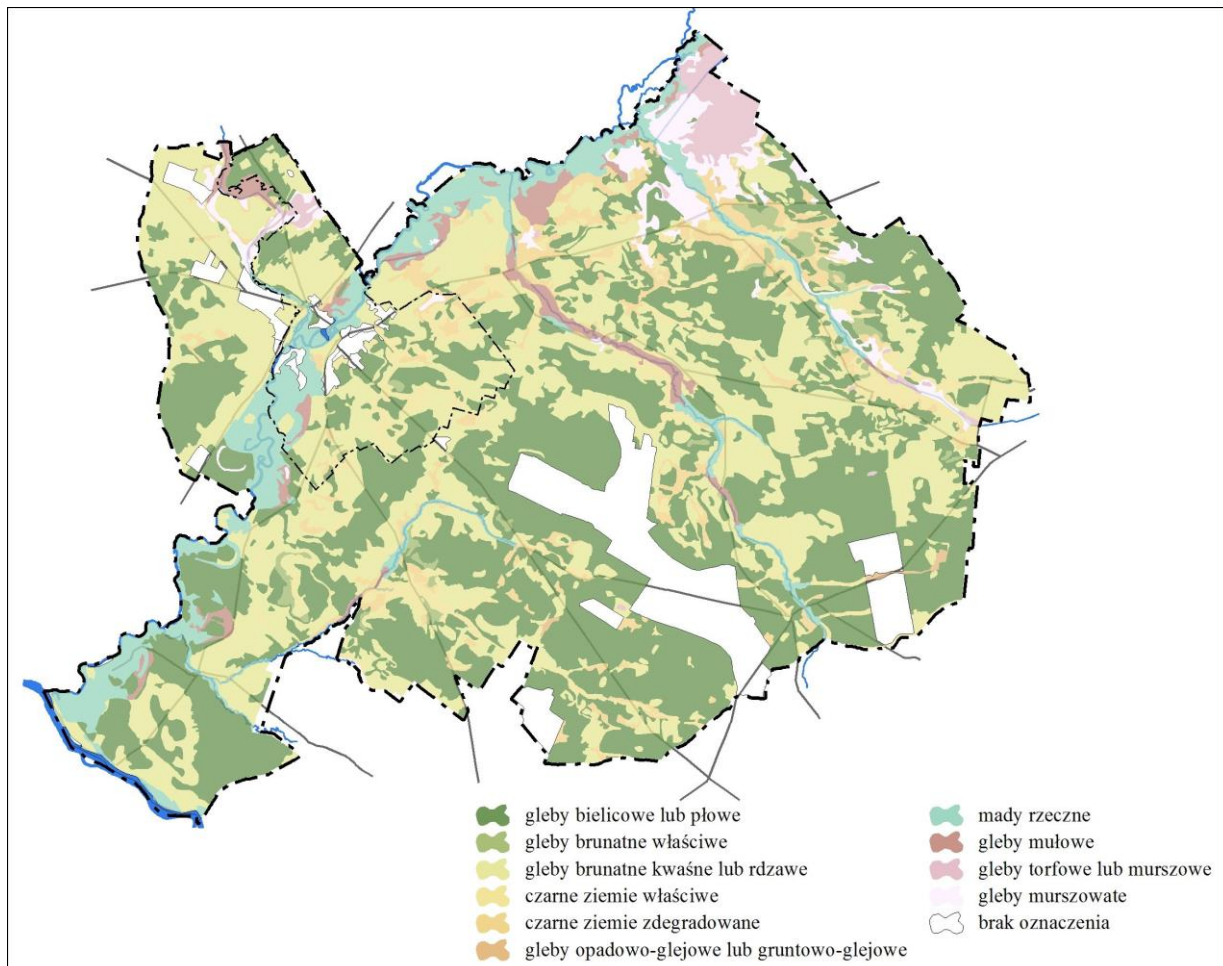 gleby bielicowe lub płowe
gleby brunatne właściwe
gleby brunatne kwaśne lub rdzawe
czarne ziemie właściwe
czarne ziemie zdegradowane
gleby opadowo-glejowe lub gruntowo-glejowe
mady rzeczne
gleby mułowe
gleby torfowe lub murszowe
gleby murszowate
brak oznaczenia